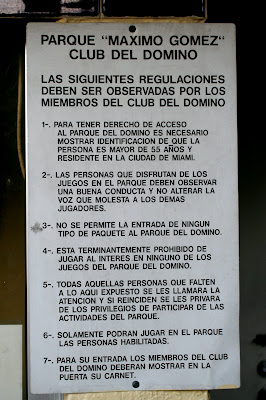 PARQUE "MAXIMO GOMEZ"
CLUB DEL DOMINO
LAS SIGUIENTES REGULACIONES
DEBEN SER OBSERVADAS POR LOS
MIEMBROS DEL CLUB DEL DOMINO
1-. PARA TENER DERECHO DE ACCESO
AL PARQUE DEL DOMINO ES NECESARIO
MOSTRAR IDENTIFICACION DE QUE LA
PERSONA ES MAYOR DE 55 AÑOS Y
RESIDENTE EN LA CIUDAD DE MIAMI.
2-. LAS PERSONAS QUE DISFRUTAN DE LOS
JUEGOS EN EL PARQUE DEBEN OBSERVAR
UNA BUENA CONDUCTA Y NO ALTERAR LA
VOZ QUE MOLESTA A LOS DEMAS
JUGADORES.
3-. NO SE PERMITE LA ENTRADA DE NINGUN
TIPO DE PAQUETE AL PARQUE DEL DOMINO.
4-. ESTA TERMINANTEMENTE PROHIBIDO DE
JUGAR AL INTERES EN NINGUNO DE LOS
JUEGOS DEL PARQUE DEL DOMINO.
5-. TODAS AQUELLAS PERSONAS QUE FALTEN
A LO AQUI EXPUESTO SE LES LLAMARA LA
ATENCION Y SI REINCIDEN SE LES PRIVARA
DE LOS PRIVILEGIOS DE PARTICIPAR DE LAS
ACTIVIDADES DEL PARQUE.
6-. SOLAMENTE PODRAN JUGAR EN EL PARQUE
LAS PERSONAS HABILITADAS.
7-. PARA SU ENTRADA LOS MIEMBROS DEL CLUB
DEL DOMINO DEBERAN MOSTRAR EN LA
PUERTA SU CARNET.